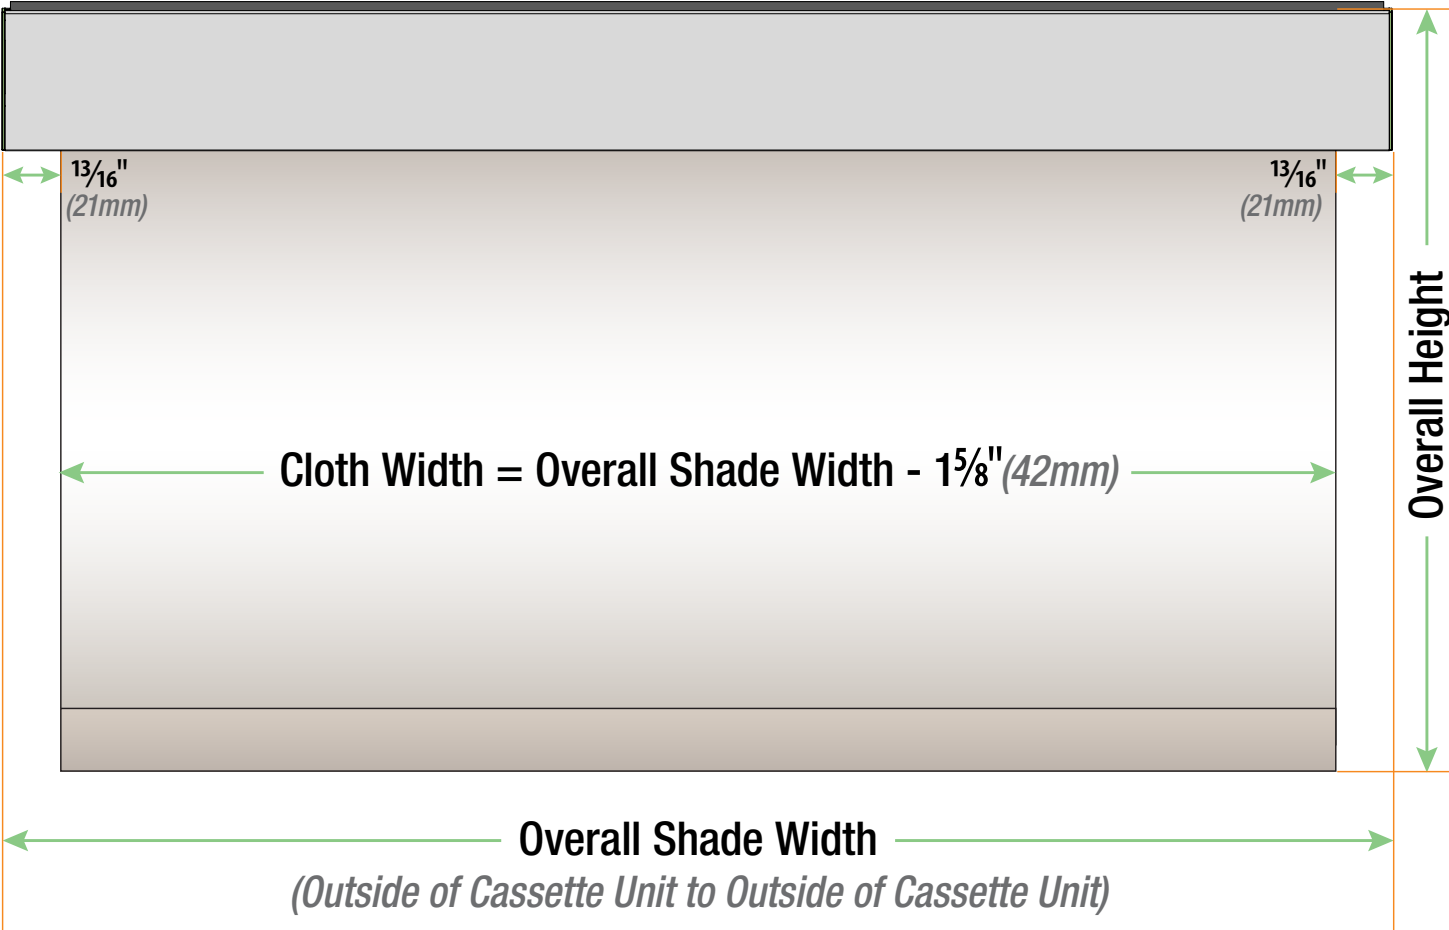 13⁄16" 13⁄16"
(21mm) (21mm)
Overall Height
Cloth Width = Overall Shade Width - 1⅝"(42mm)
Overall Shade Width
(Outside of Cassette Unit to Outside of Cassette Unit)